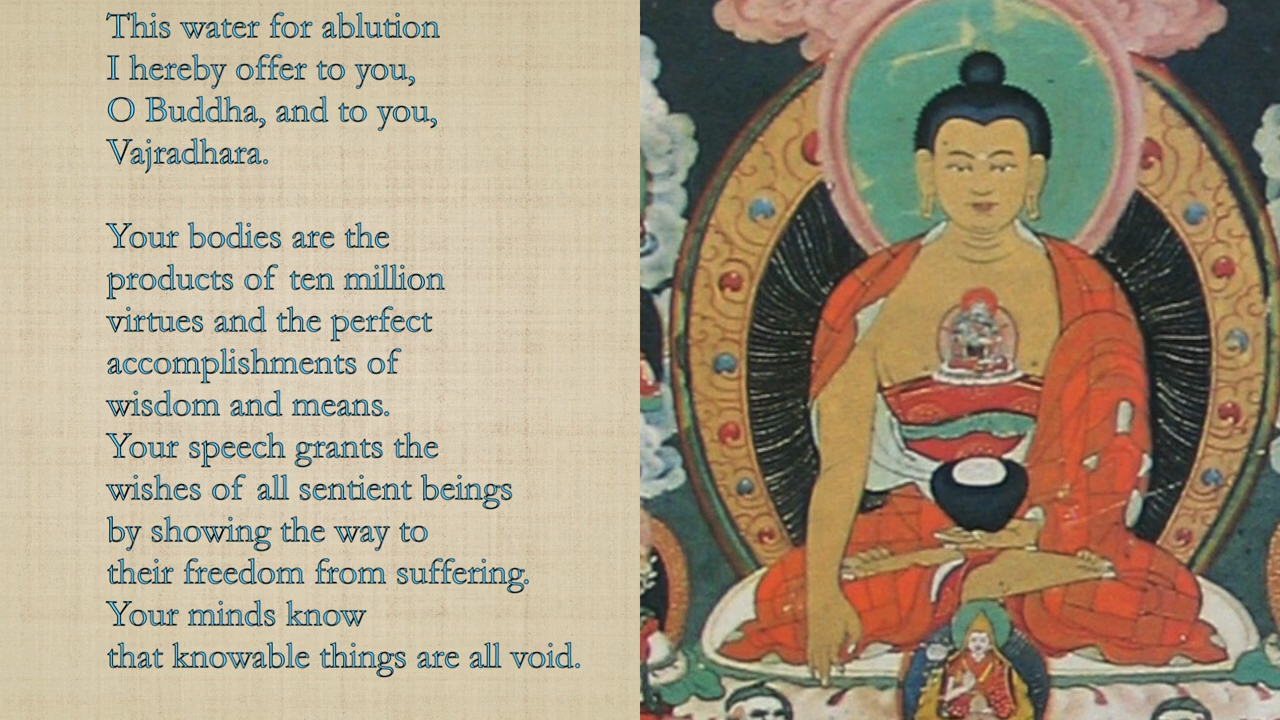 This water for ablution
I hereby offer to you,
O Buddha, and to you,
Vajradhara.
Your bodies are the
products of ten million
virtues and the perfect
accomplishments of
wisdom and means.
Your speech grants the
wishes of all sentient beings
by showing the way to
their freedom from suffering.
Your minds know
that knowable things are all void.